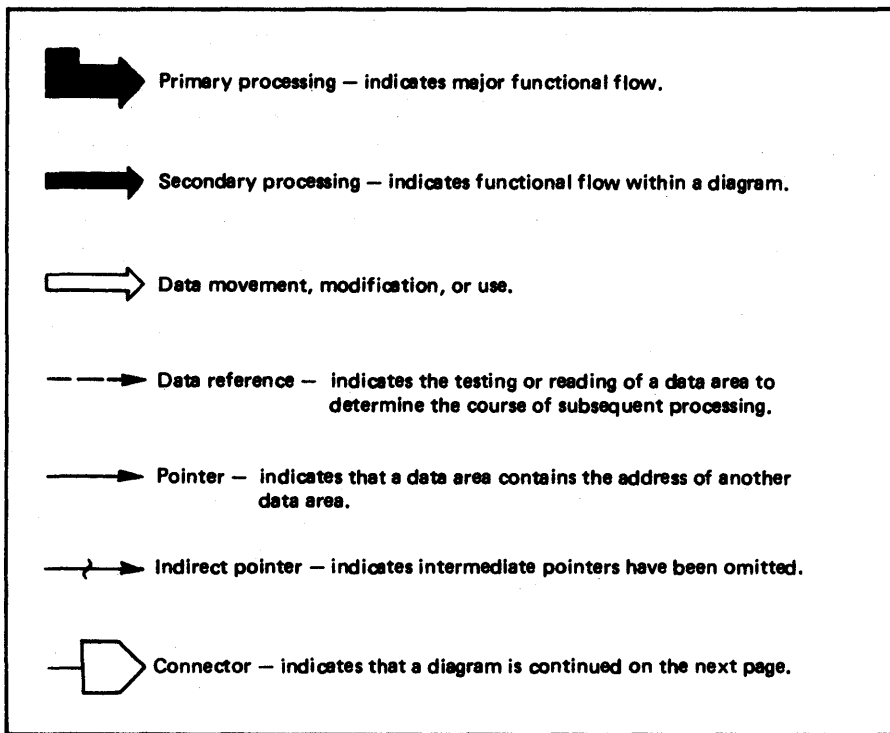 Primary processing — indicates major functional flow.
Secondary processing — indicates functional flow within a diagram.
Data movement, modification, or use.
Data reference — indicates the testing or reading of a data area to
determine the course of subsequent processing.
Pointer — indicates that a data area contains the address of another
data area.
Indirect pointer — indicates intermediate pointers have been omitted.
Connector — indicates that a diagram is continued on the next page.